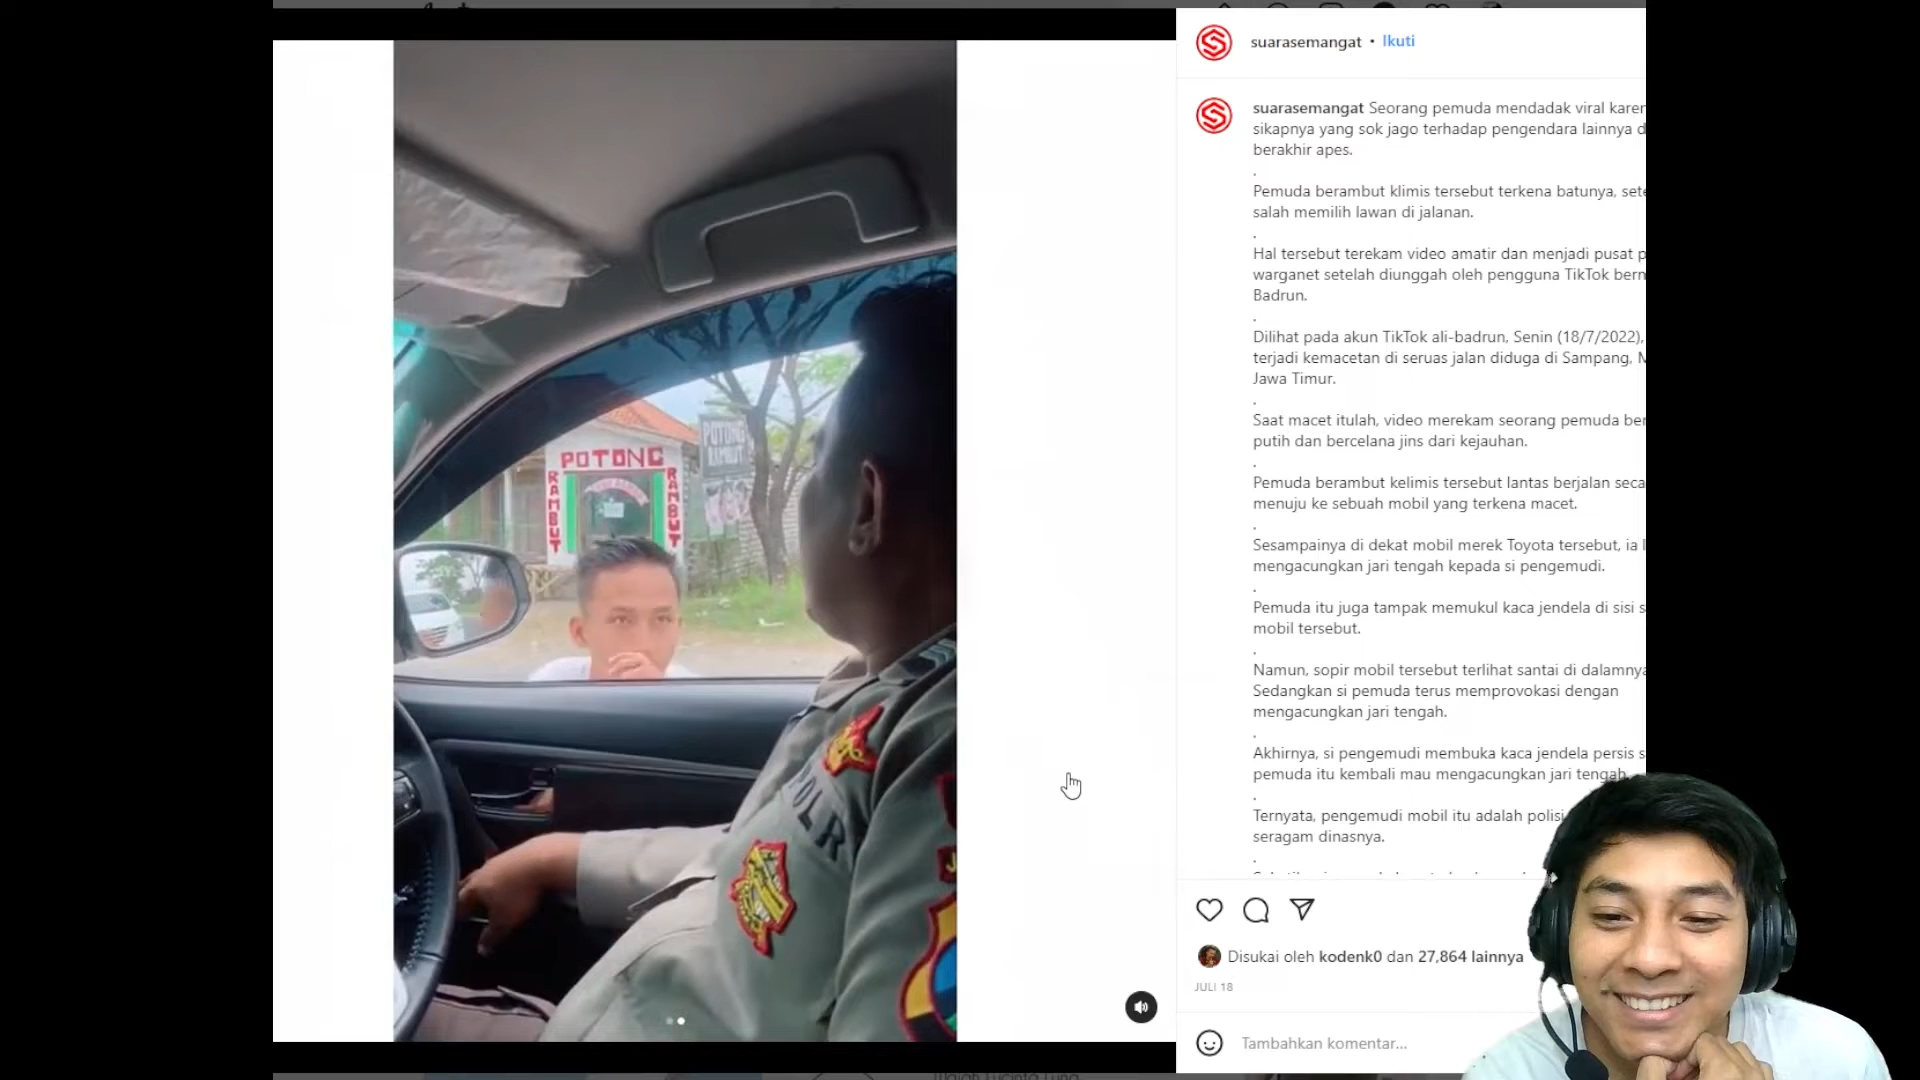 suarasemangat • Ikuti
suarasemangat Seorang pemuda mendadak viral karen
sikapnya yang sok jago terhadap pengendara lainnya d
berakhir apes.
.
Pemuda berambut klimis tersebut terkena batunya, sete
salah memilih lawan di jalanan.
.
Hal tersebut terekam video amatir dan menjadi pusat p
warganet setelah diunggah oleh pengguna TikTok bern
Badrun.
.
Dilihat pada akun TikTok ali-badrun, Senin (18/7/2022),
terjadi kemacetan di seruas jalan diduga di Sampang, M
Jawa Timur.
.
Saat macet itulah, video merekam seorang pemuda ber
putih dan bercelana jins dari kejauhan.
.
Pemuda berambut kelimis tersebut lantas berjalan seca
menuju ke sebuah mobil yang terkena macet.
.
Sesampainya di dekat mobil merek Toyota tersebut, ia l
mengacungkan jari tengah kepada si pengemudi.
.
Pemuda itu juga tampak memukul kaca jendela di sisi s
mobil tersebut.
.
Namun, sopir mobil tersebut terlihat santai di dalamnya
Sedangkan si pemuda terus memprovokasi dengan
mengacungkan jari tengah.
.
Akhirnya, si pengemudi membuka kaca jendela persis s
pemuda itu kembali mau mengacungkan jari tengah
.
Ternyata, pengemudi mobil itu adalah polisi
seragam dinasnya.
.
Disukai oleh kodenk0 dan 27,864 lainnya
JULI 18
Tambahkan komentar...
POTONG
RAMBUT
RAMBUT
POTONG
RAMBUT
POLR